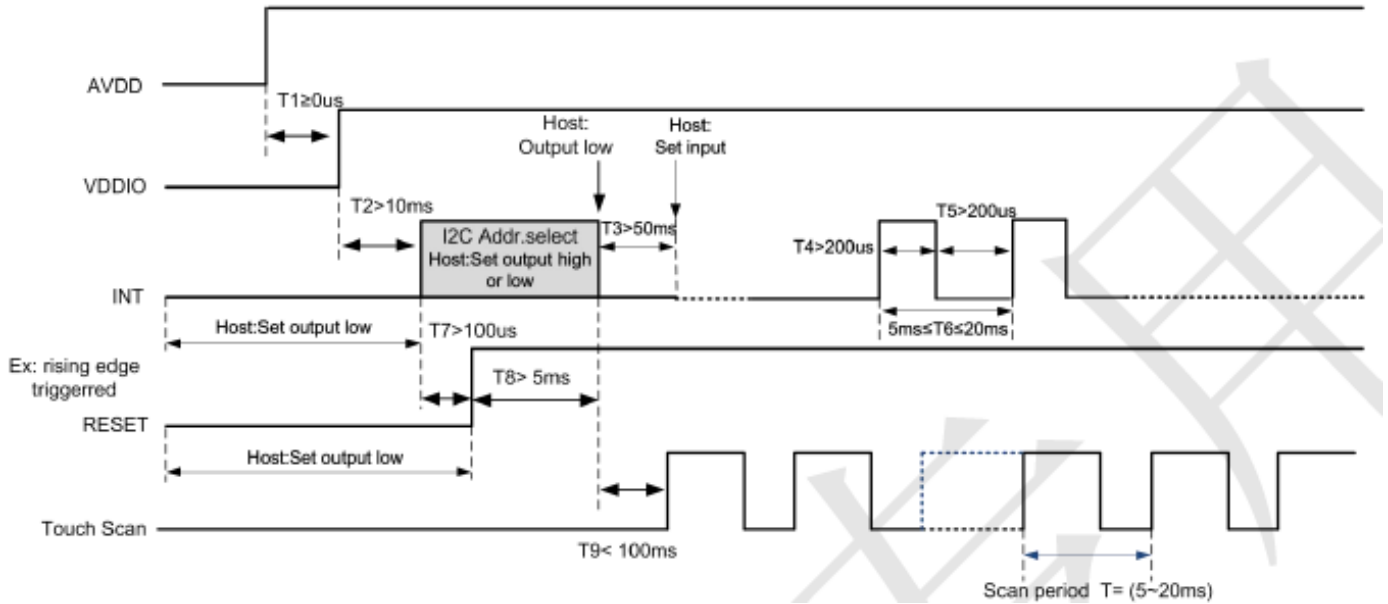 AVDD
T1≥0us
Host:
Output low
Host:
Set input
VDDIO
T2>10ms
I2C Addr.select
Host:Set output high
or low
T3>50ms
T5>200us
T4>200us
INT
Host:Set output low
T7>100us
5ms≤T6≤20ms
Ex: rising edge
triggerred
T8> 5ms
RESET
Host:Set output low
Touch Scan
T9< 100ms
Scan period T= (5~20ms)